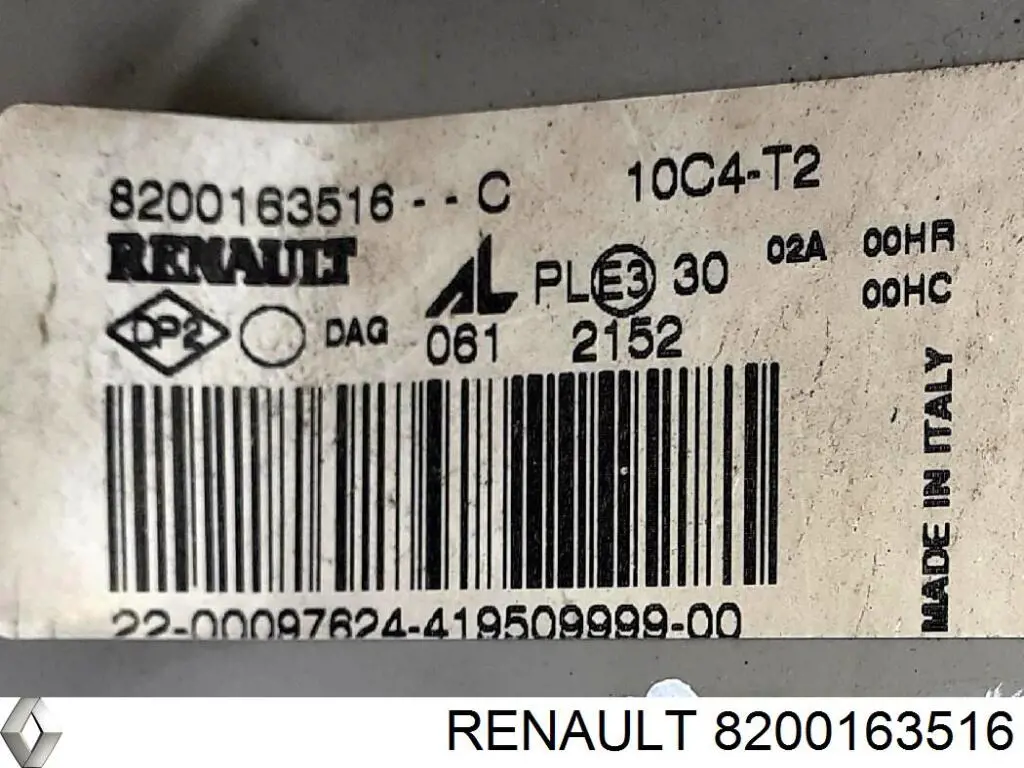 8200163516--C 10C4-T2
RENAULT AL PL E3 30 02A 00HR
00HC
DP2 DAG 061 2152
22-00097624-419509999-00
MADE IN ITALY
RENAULT 8200163516